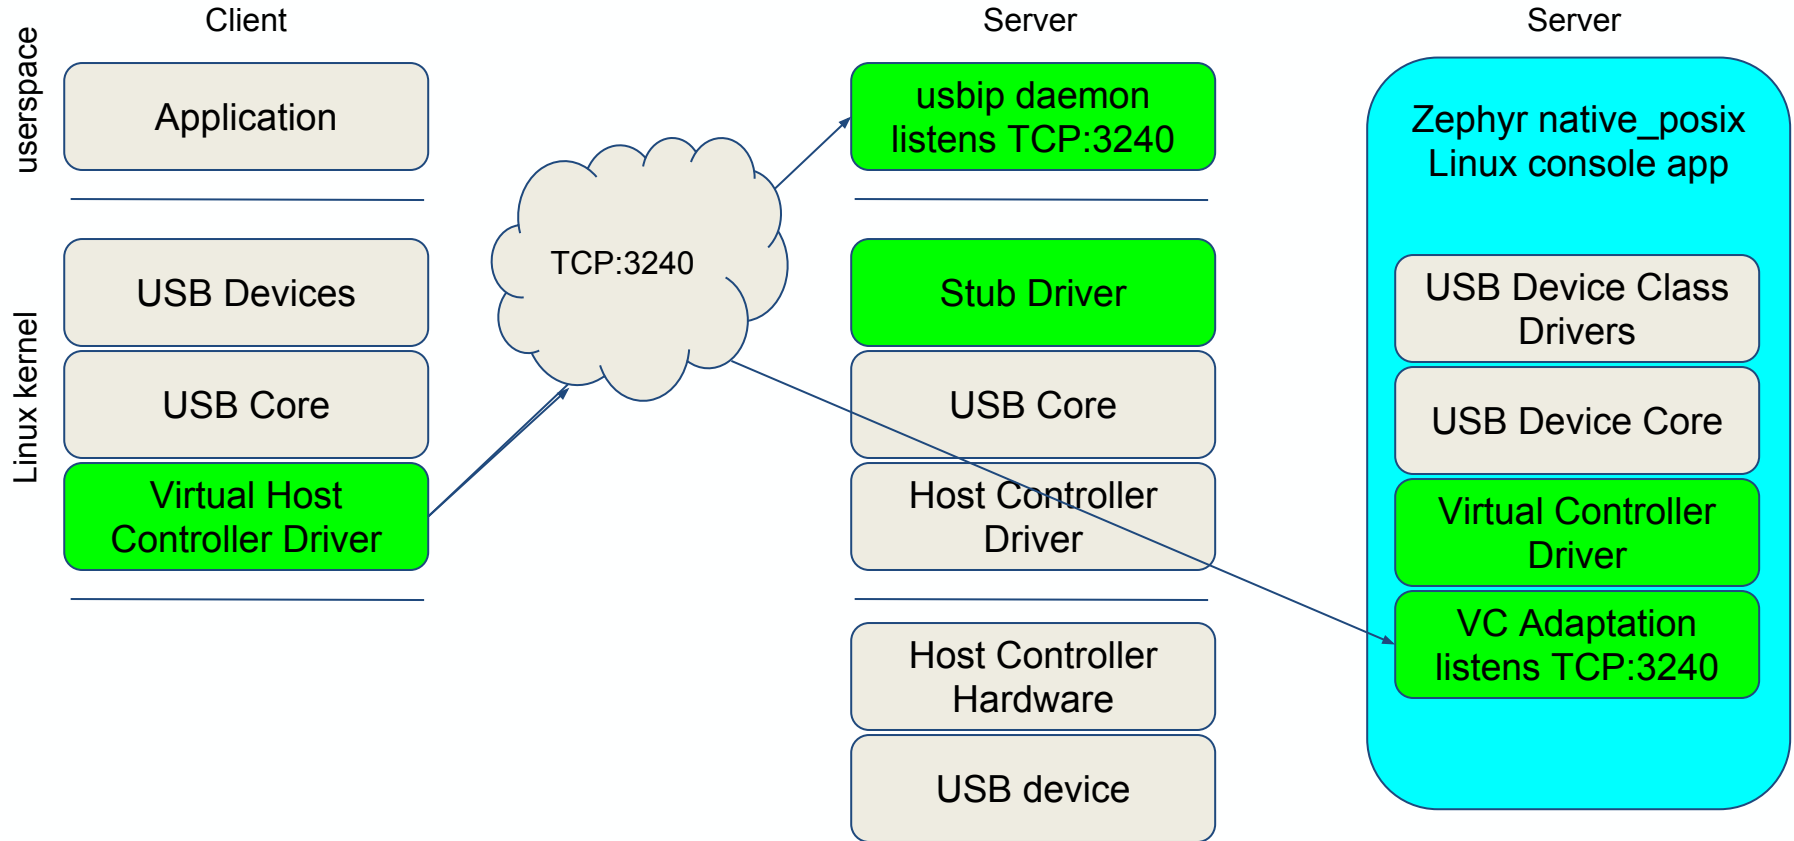 Client
Server
Server
userspace
Linux kernel
Application
USB Devices
USB Core
Virtual Host
Controller Driver
TCP:3240
usbip daemon
listens TCP:3240
Stub Driver
USB Core
Host Controller
Driver
Host Controller
Hardware
USB device
Zephyr native_posix
Linux console app
USB Device Class
Drivers
USB Device Core
Virtual Controller
Driver
VC Adaptation
listens TCP:3240